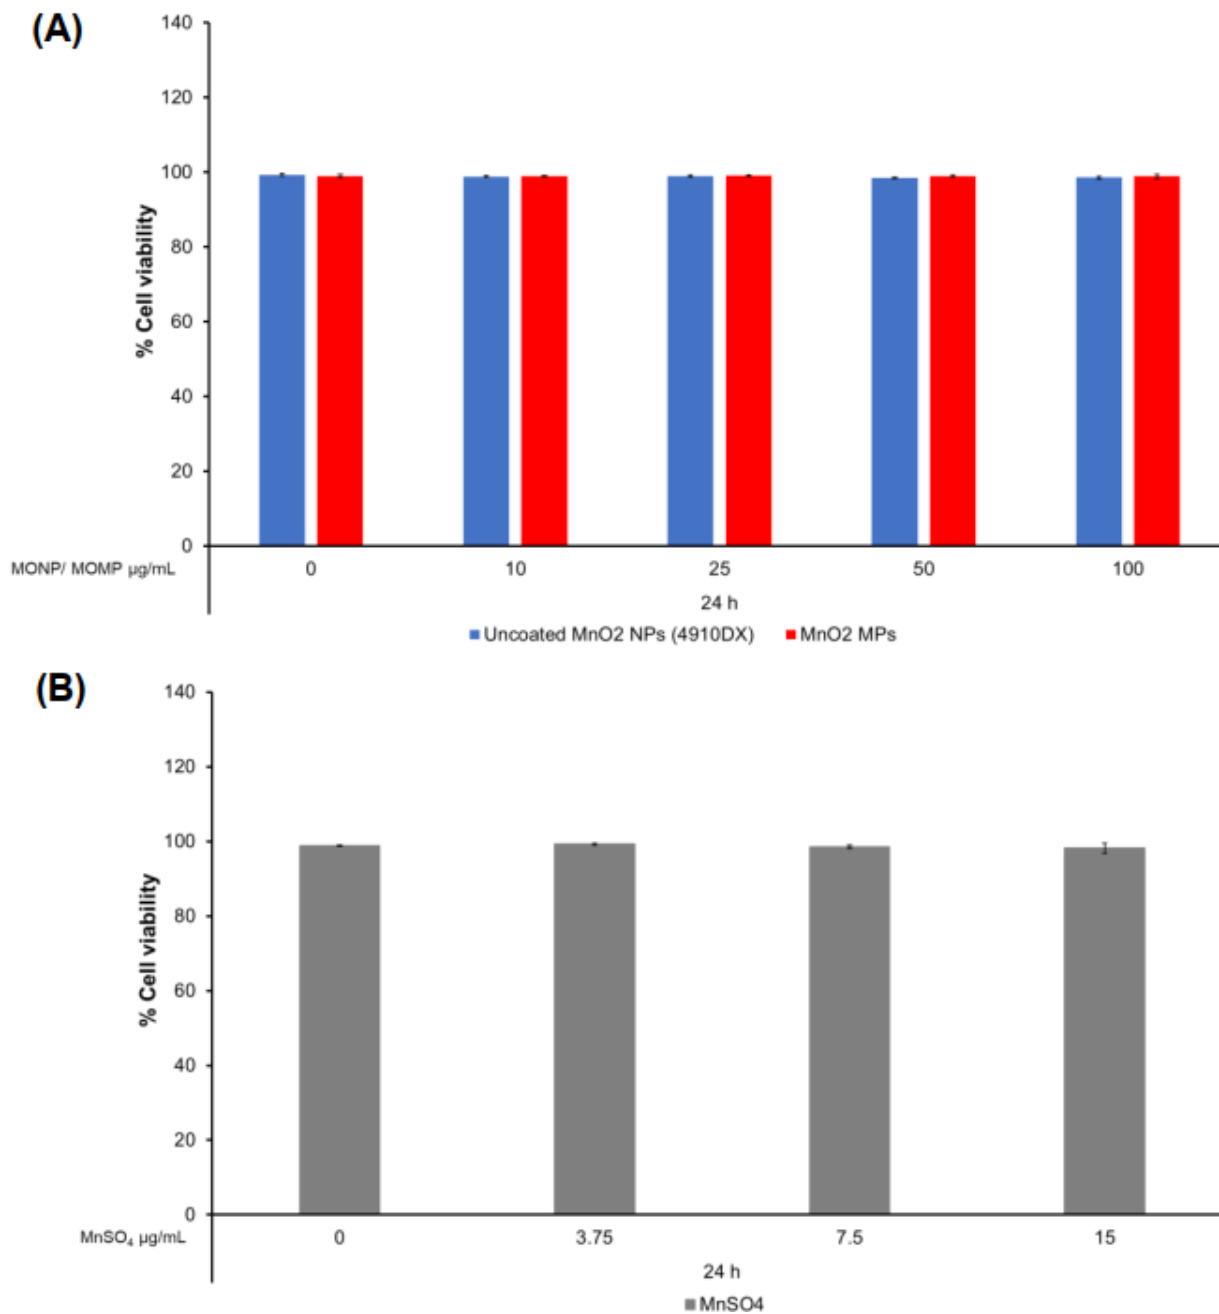 (A)
140
120
100
80
60
40
20
0
% Cell viability
MONP/ MOMP µg/mL 0 10 25 50 100
24 h
Uncoated MnO2 NPs (4910DX) MnO2 MPs
(B)
140
120
100
80
60
40
20
0
% Cell viability
MnSO₄ µg/mL 0 3.75 7.5 15
24 h
MnSO4